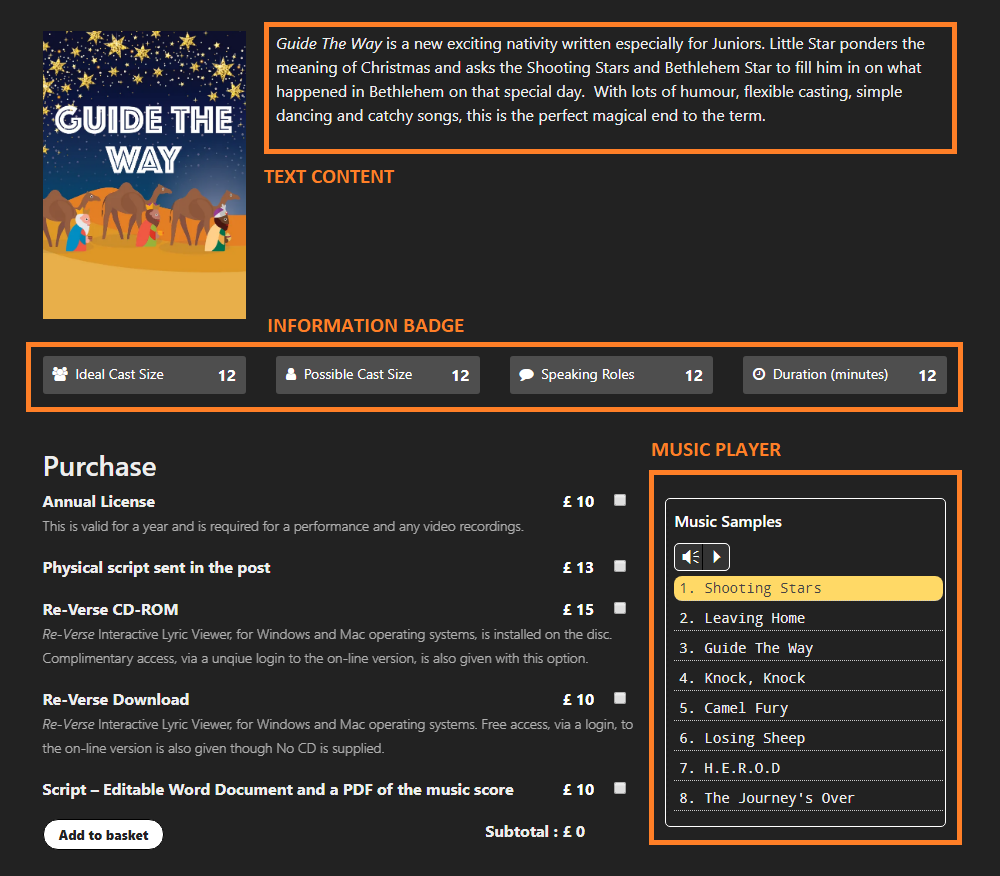 GUIDE THE
WAY
Guide The Way is a new exciting nativity written especially for Juniors. Little Star ponders the
meaning of Christmas and asks the Shooting Stars and Bethlehem Star to fill him in on what
happened in Bethlehem on that special day.  With lots of humour, flexible casting, simple
dancing and catchy songs, this is the perfect magical end to the term.
TEXT CONTENT
INFORMATION BADGE
Ideal Cast Size 12
Possible Cast Size 12
Speaking Roles 12
Duration (minutes) 12
Purchase
Annual License £ 10
This is valid for a year and is required for a performance and any video recordings.
Physical script sent in the post £ 13
Re-Verse CD-ROM £ 15
Re-Verse Interactive Lyric Viewer, for Windows and Mac operating systems, is installed on the disc.
Complimentary access, via a unqiue login to the on-line version, is also given with this option.
Re-Verse Download £ 10
Re-Verse Interactive Lyric Viewer, for Windows and Mac operating systems. Free access, via a login, to
the on-line version is also given though No CD is supplied.
Script – Editable Word Document and a PDF of the music score £ 10
Add to basket
Subtotal : £ 0
MUSIC PLAYER
Music Samples
1. Shooting Stars
2. Leaving Home
3. Guide The Way
4. Knock, Knock
5. Camel Fury
6. Losing Sheep
7. H.E.R.O.D
8. The Journey's Over